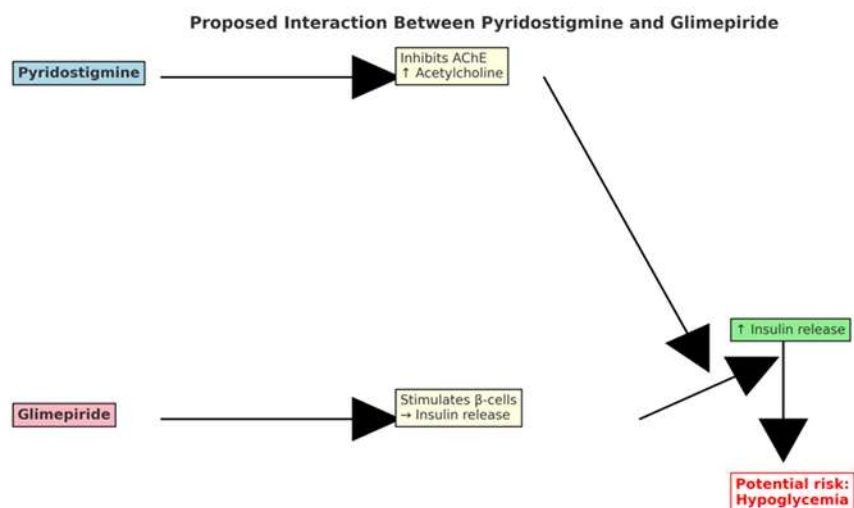 Proposed Interaction Between Pyridostigmine and Glimepiride
Pyridostigmine
Inhibits AChE
↑ Acetylcholine
↑ Insulin release
Glimepiride
Stimulates β-cells
→ Insulin release
Potential risk:
Hypoglycemia